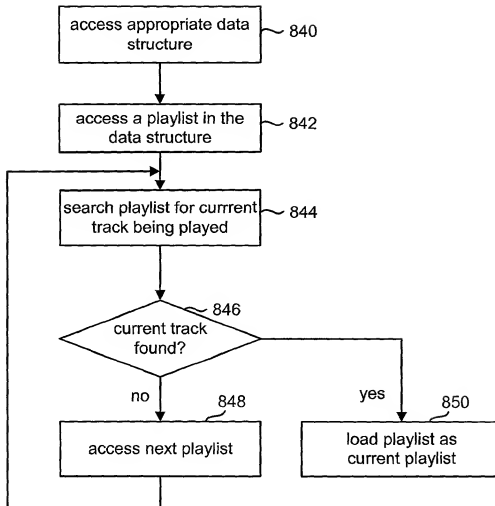 access appropriate data
structure
840
access a playlist in the
data structure
842
search playlist for currrent
track being played
844
846
current track
found?
no
yes
848
access next playlist
850
load playlist as
current playlist